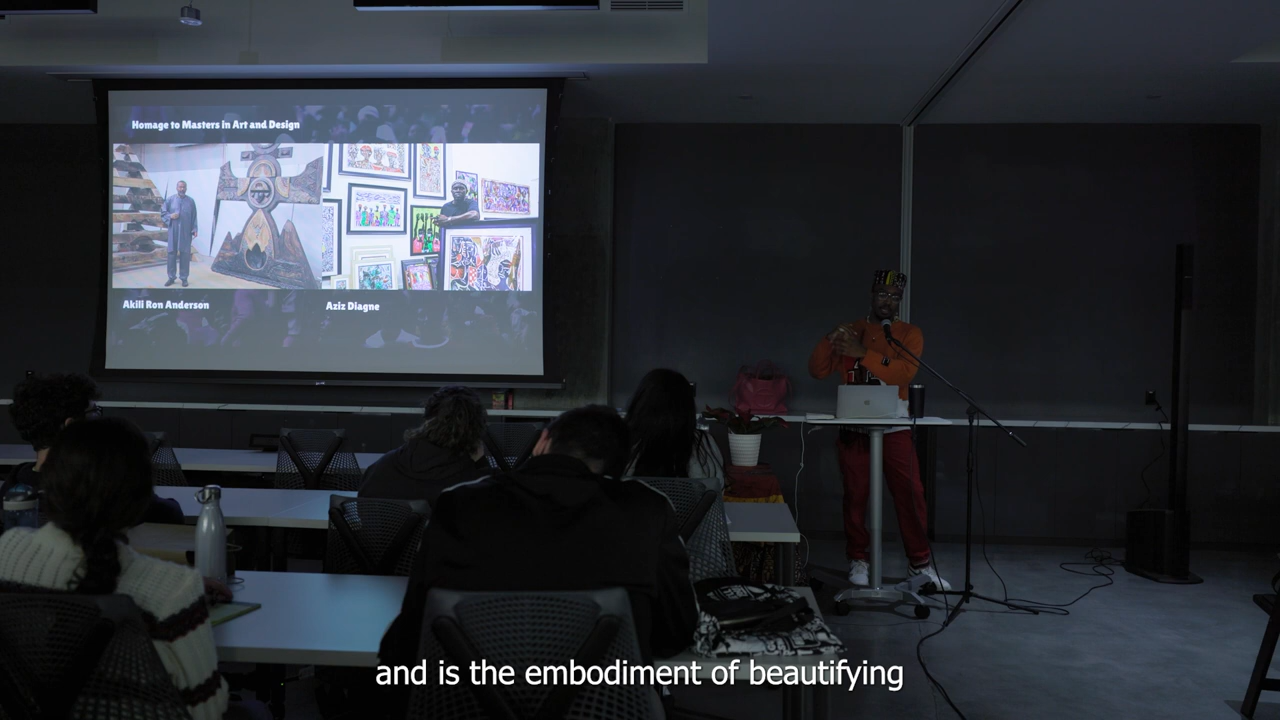 Homage to Masters in Art and Design
Akili Ron Anderson
Aziz Diagne
and is the embodiment of beautifying